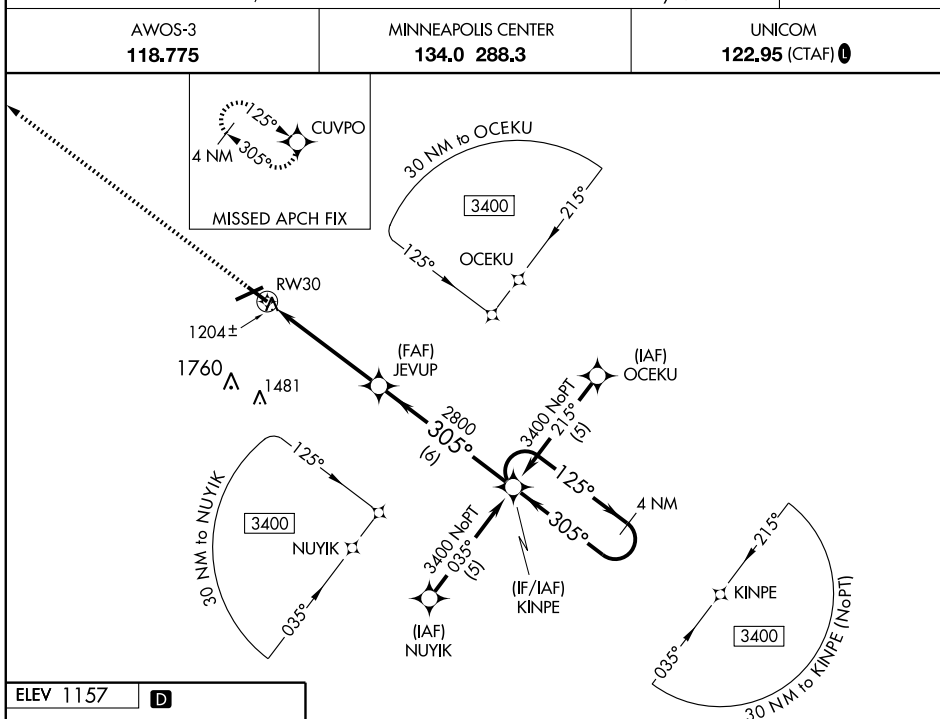 AWOS-3
118.775
MINNEAPOLIS CENTER
134.0 288.3
UNICOM
122.95 (CTAF) L
125°
CUVPO
4 NM
305°
MISSED APCH FIX
30 NM to OCEKU
3400
215°
125°
OCEKU
RW30
1204±
1760
1481
(FAF)
JEVUP
(IAF)
OCEKU
3400 NoPT
215°
(5)
2800
305°
(6)
125°
305°
4 NM
30 NM to NUYIK
125°
3400
NUYIK
035°
3400 NoPT
035°
(5)
(IAF)
NUYIK
(IF/IAF)
KINPE
215°
KINPE
3400
035°
30 NM to KINPE (NoPT)
ELEV 1157
D